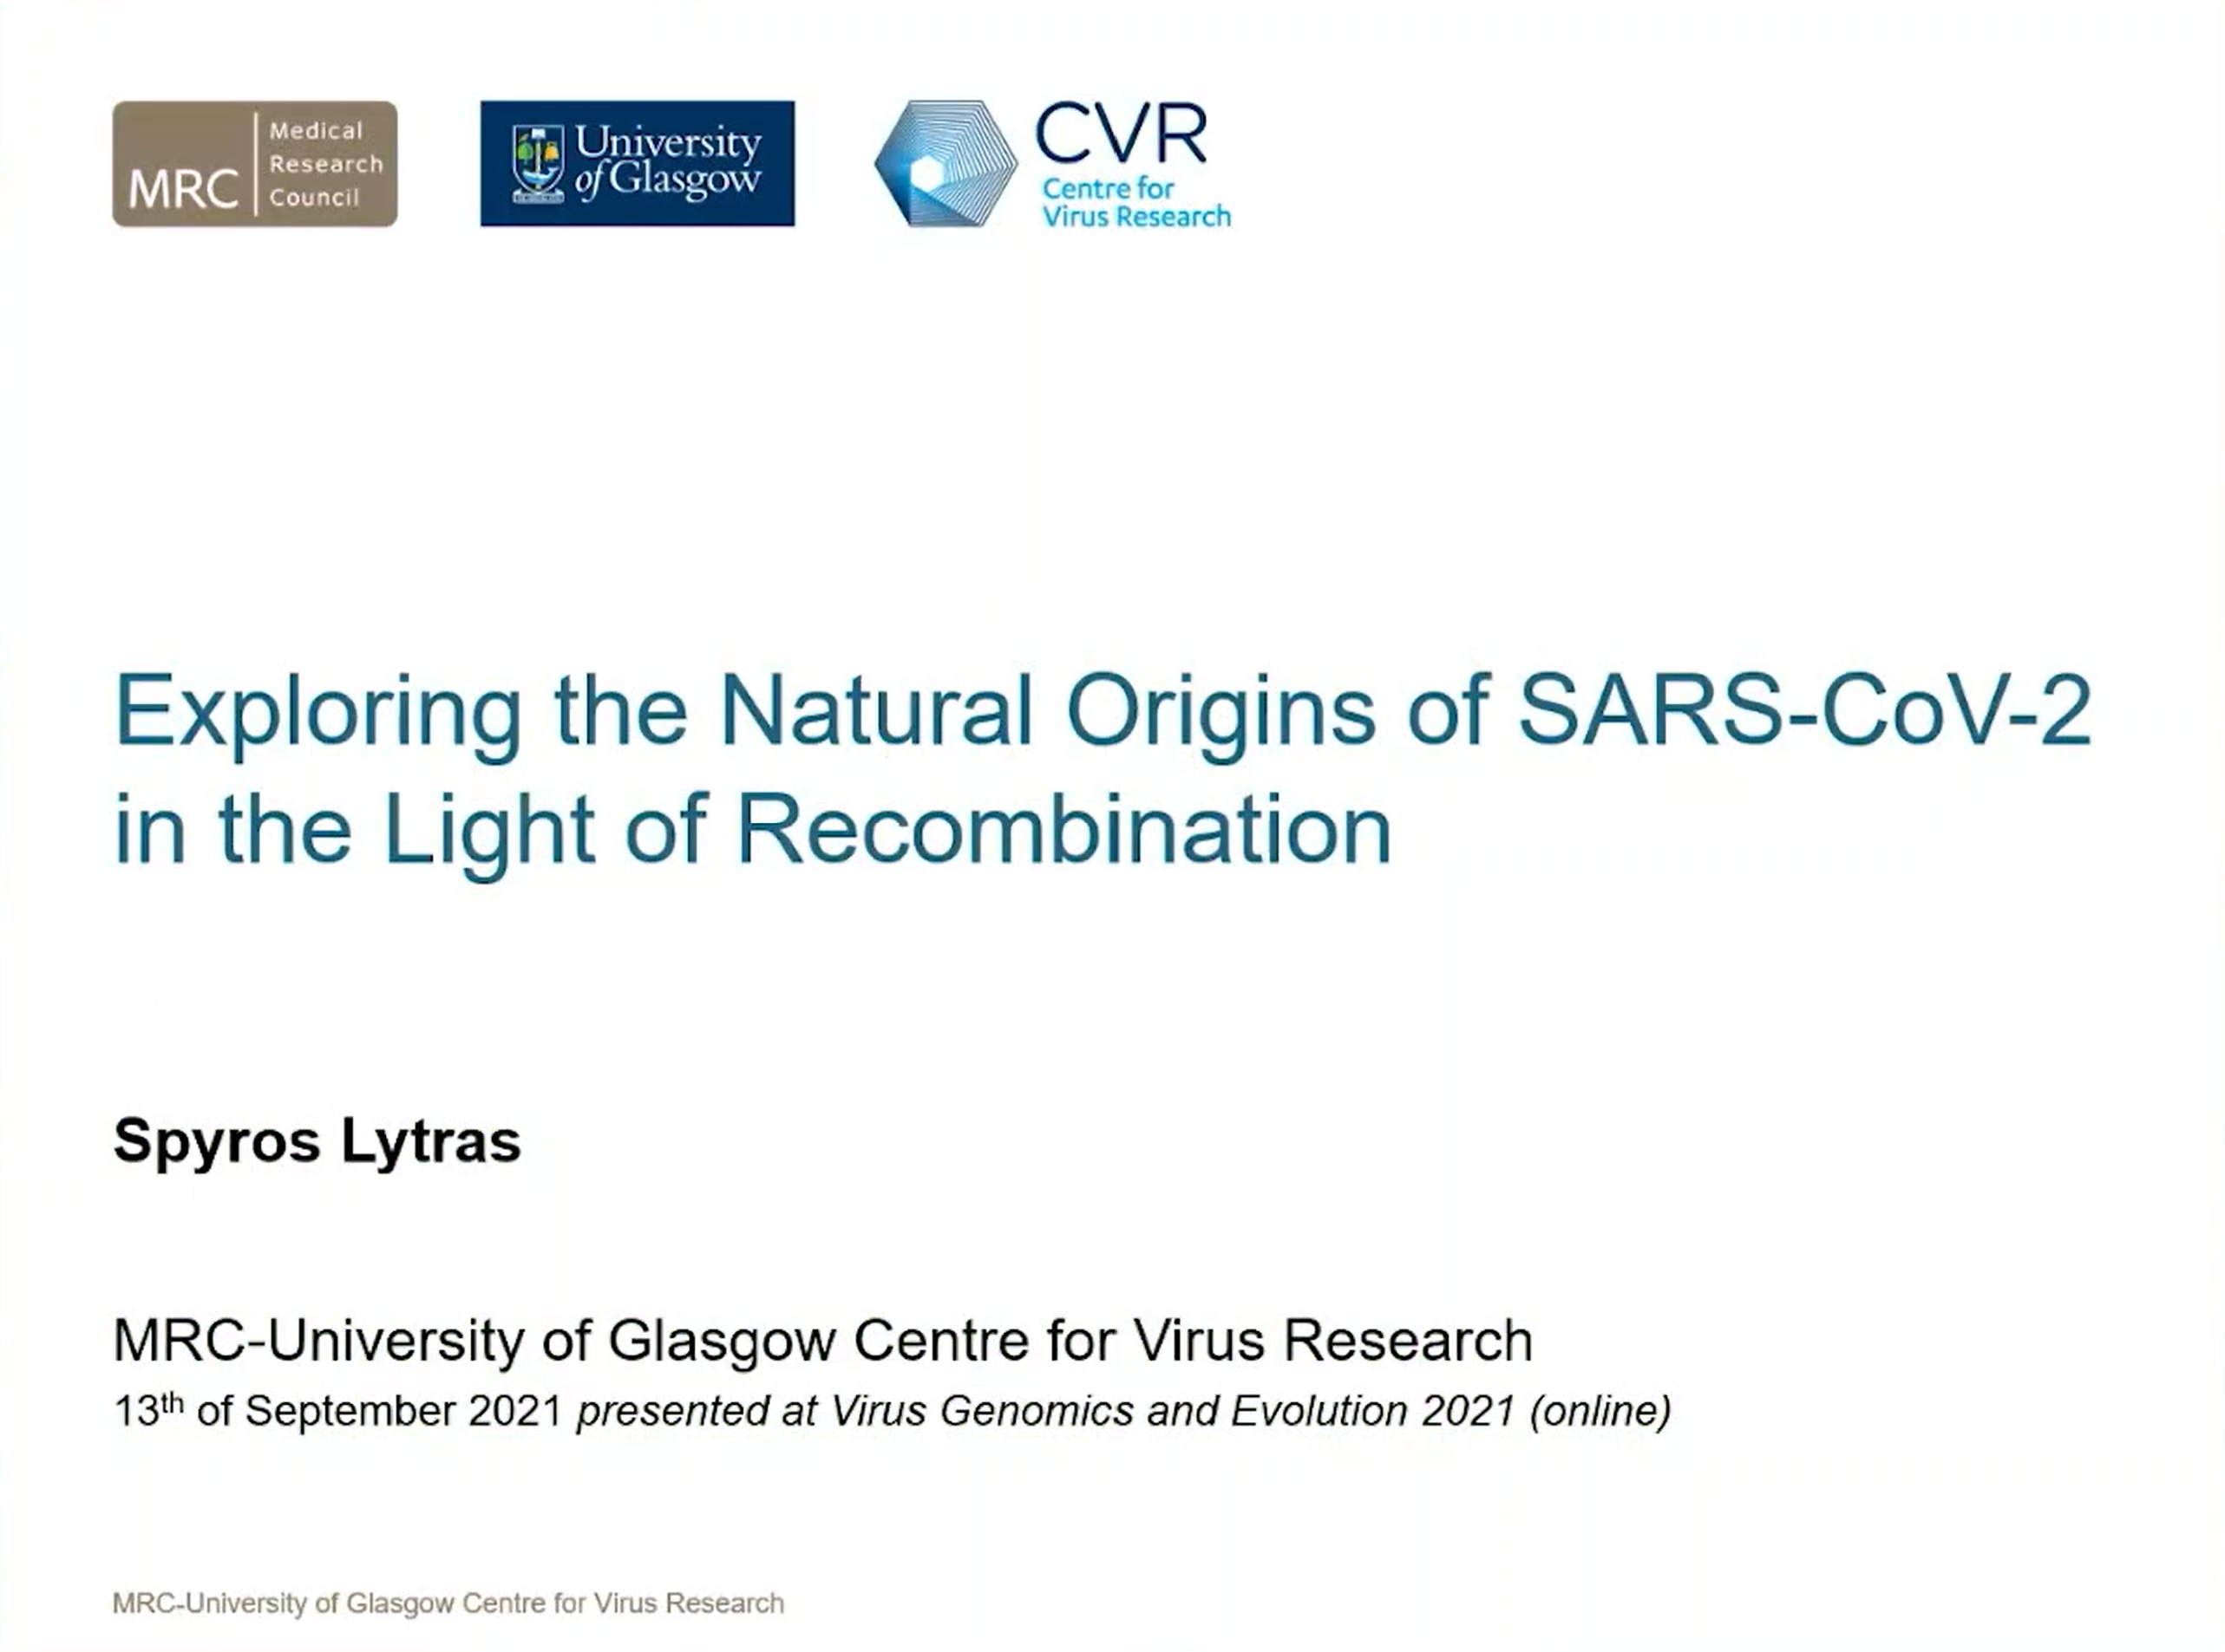 MRC
Medical
Research
Council
University
of Glasgow
CVR
Centre for
Virus Research
Exploring the Natural Origins of SARS-CoV-2
in the Light of Recombination
Spyros Lytras
MRC-University of Glasgow Centre for Virus Research
13th of September 2021 presented at Virus Genomics and Evolution 2021 (online)
MRC-University of Glasgow Centre for Virus Research